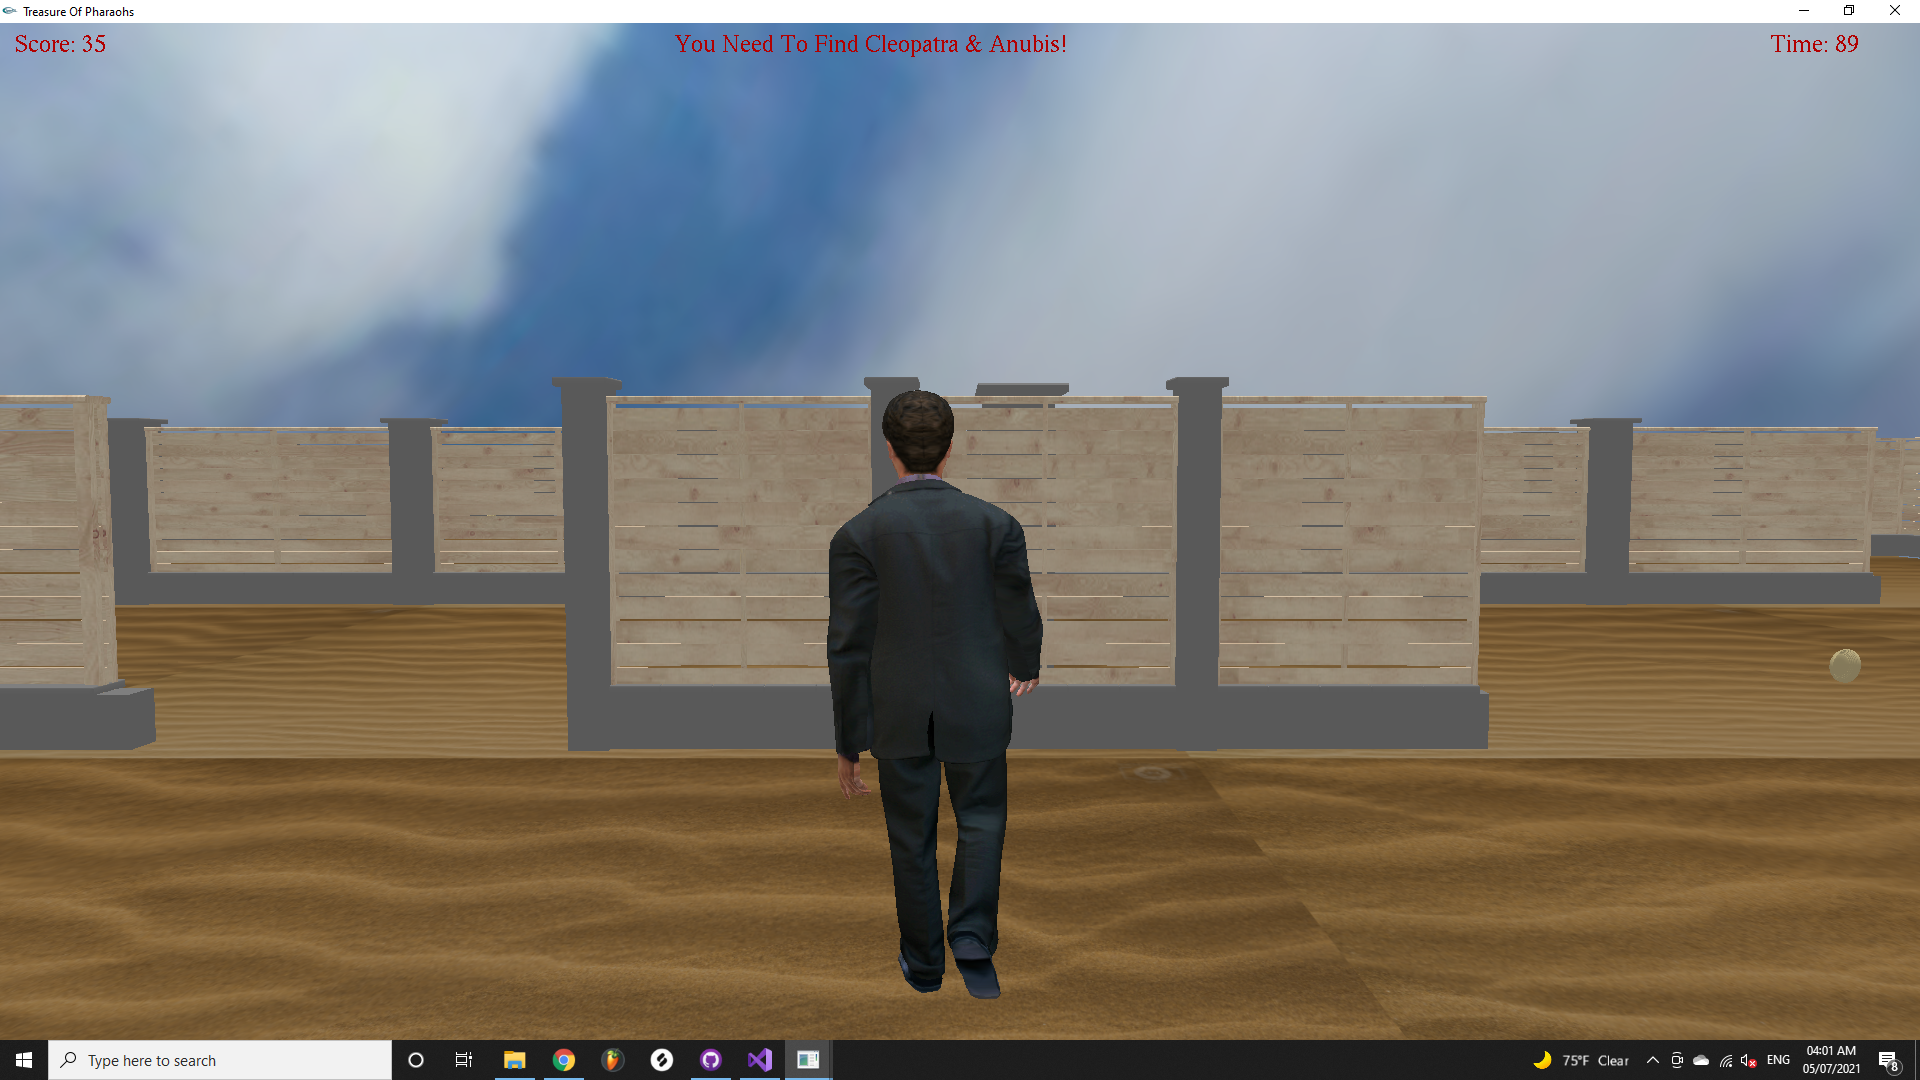 Treasure Of Pharaohs
Score: 35
You Need To Find Cleopatra & Anubis!
Time: 89
Type here to search
75°F Clear
ENG
04:01 AM
05/07/2021
8